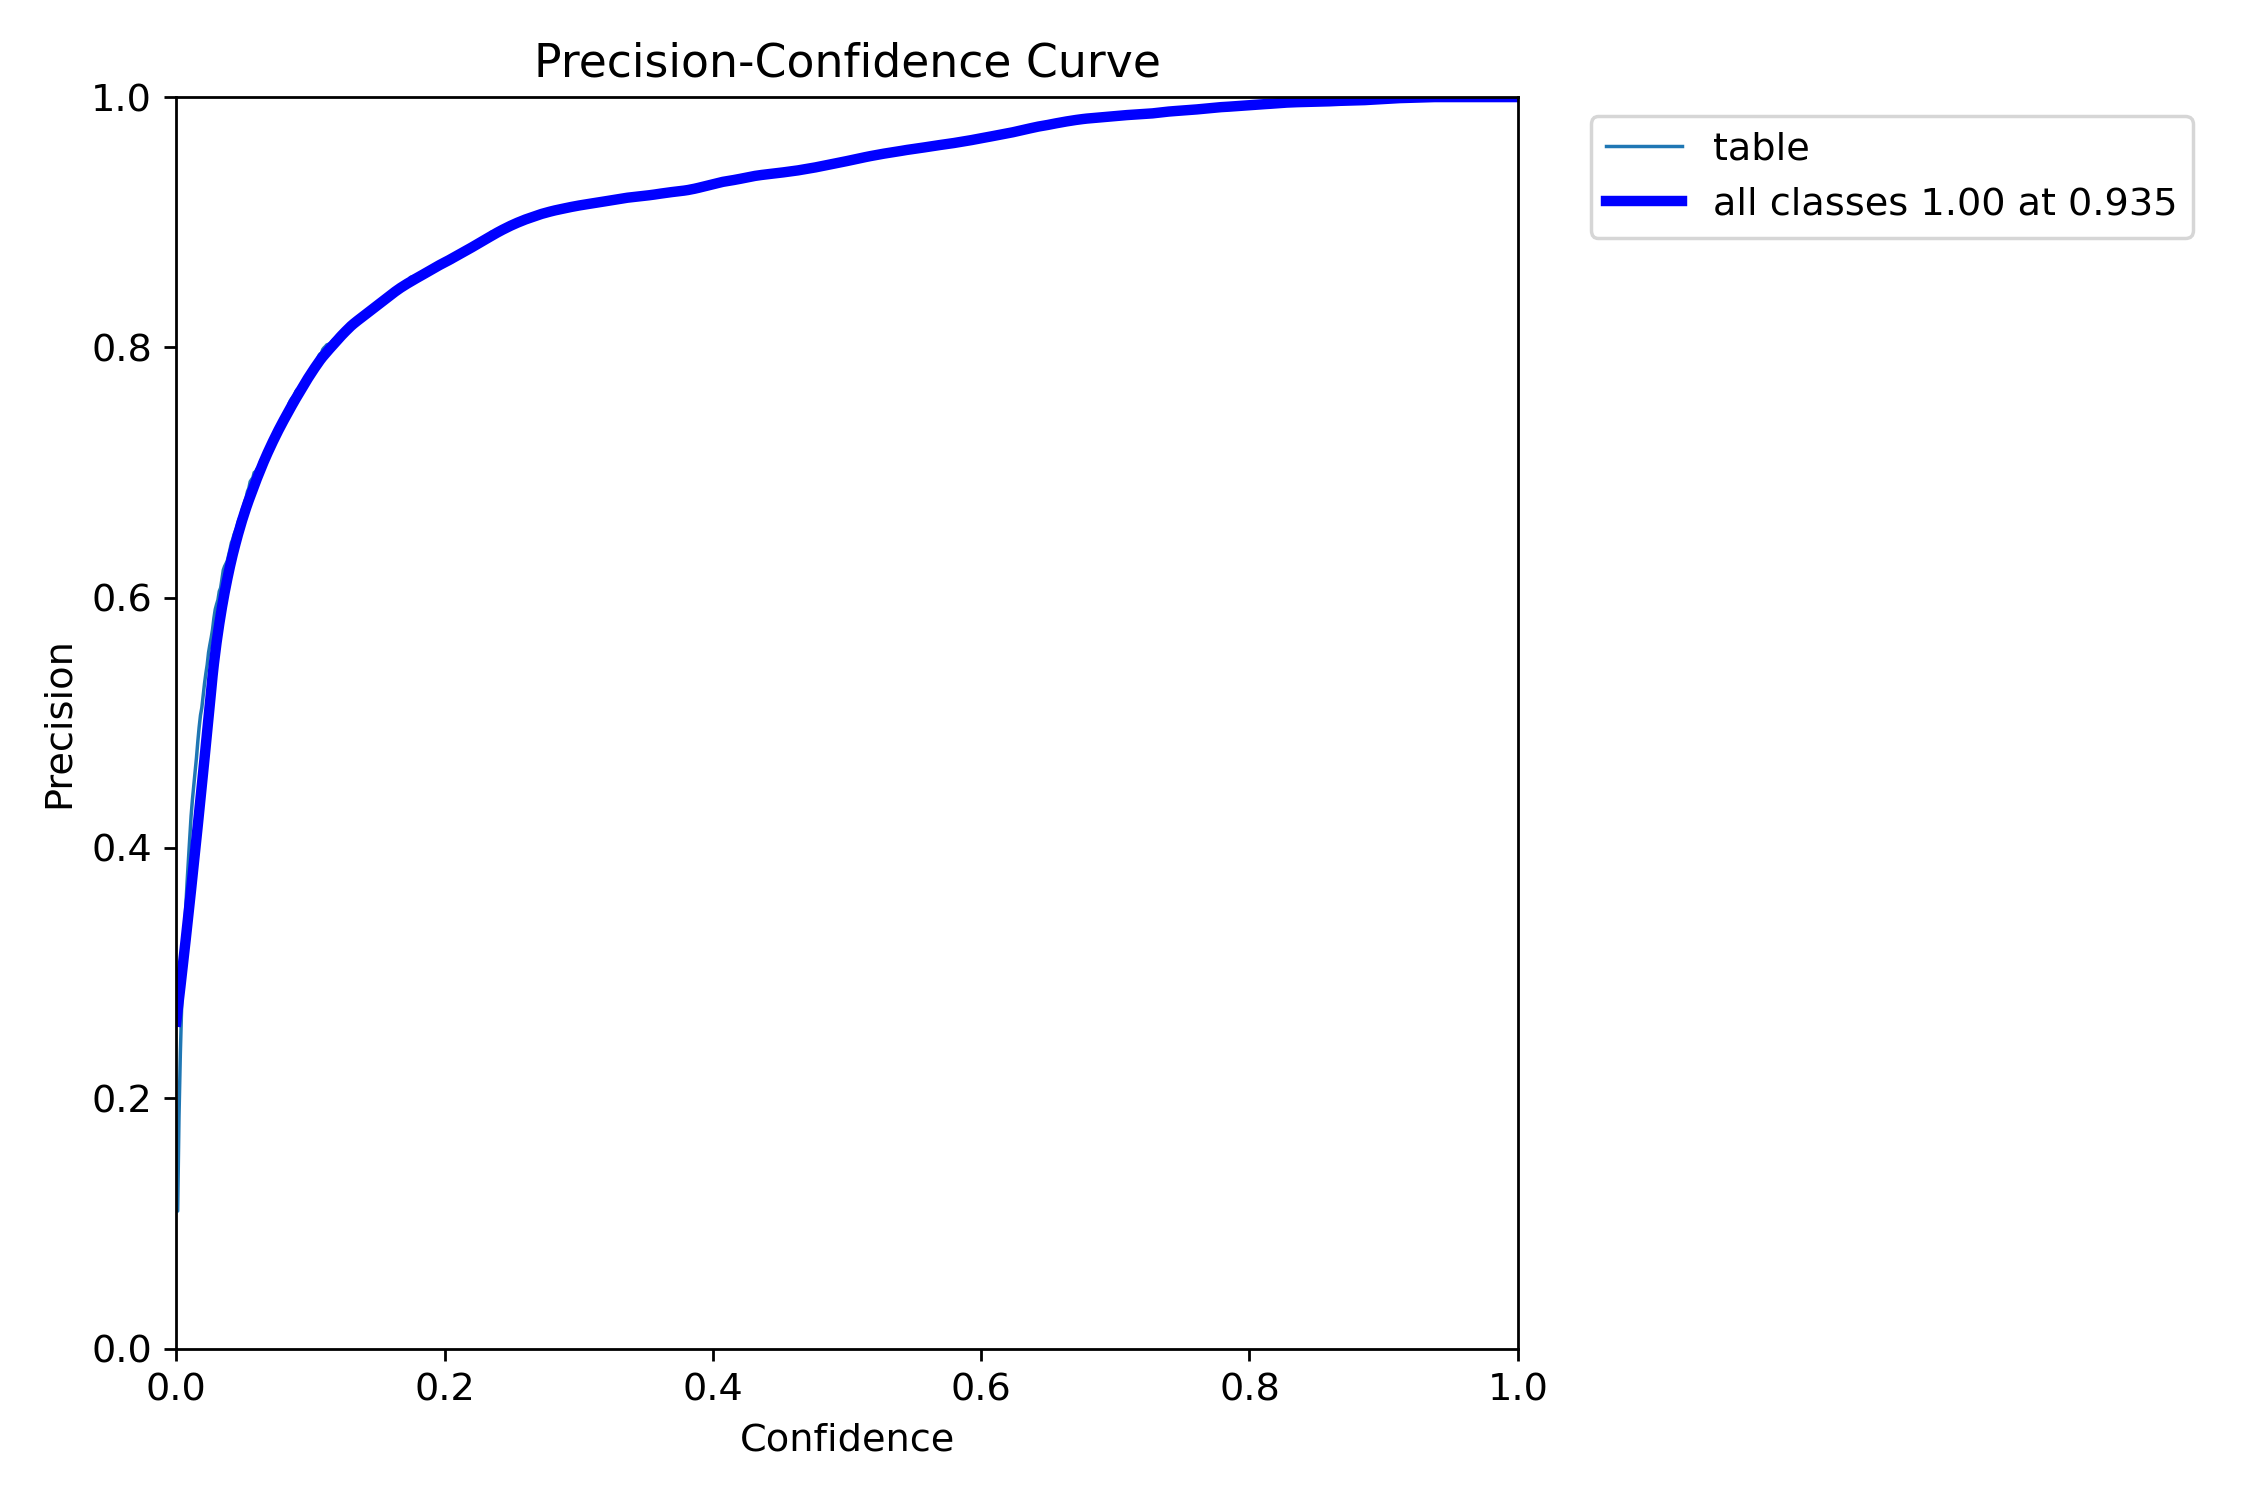 Precision-Confidence Curve
1.0
0.8
0.6
0.4
0.2
0.0
Precision
0.0 0.2 0.4 0.6 0.8 1.0
Confidence
table
all classes 1.00 at 0.935